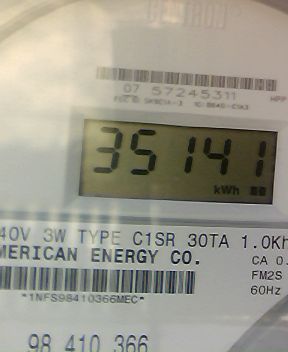 CENTRON
07 57245311
35141
kWh
40V 3W TYPE C1SR 30TA 1.0Kh
MERICAN ENERGY CO.
CA 0.
FM2S
60Hz
*1NFS98410366MEC*
98 410 366